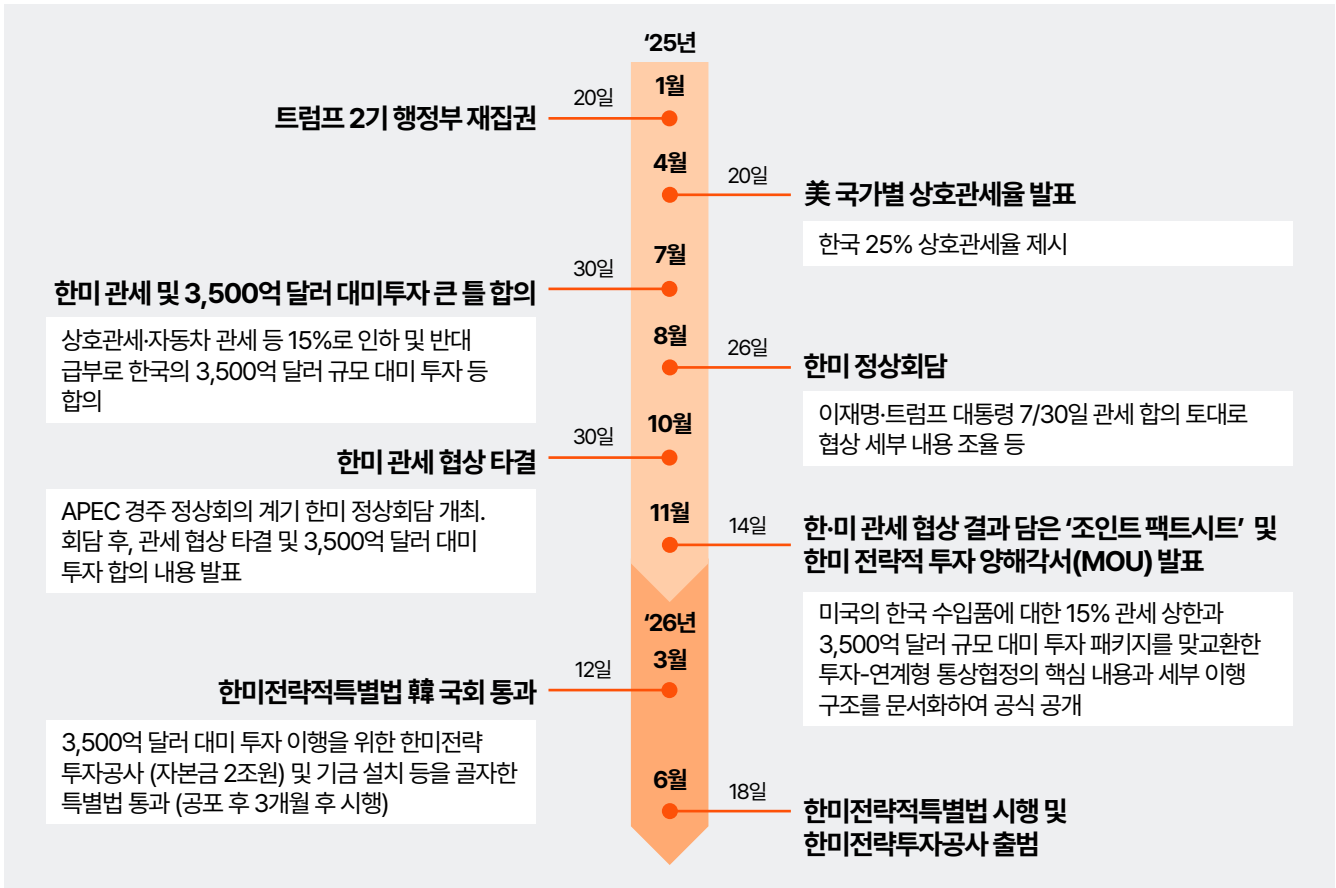 ‘25년
1월
20일
트럼프 2기 행정부 재집권
4월
20일
美 국가별 상호관세율 발표
한국 25% 상호관세율 제시
7월
30일
한미 관세 및 3,500억 달러 대미투자 큰 틀 합의
상호관세·자동차 관세 등 15%로 인하 및 반대
급부로 한국의 3,500억 달러 규모 대미 투자 등
합의
8월
26일
한미 정상회담
이재명·트럼프 대통령 7/30일 관세 합의 토대로
협상 세부 내용 조율 등
10월
30일
한미 관세 협상 타결
APEC 경주 정상회의 계기 한미 정상회담 개최.
회담 후, 관세 협상 타결 및 3,500억 달러 대미
투자 합의 내용 발표
11월
14일
한·미 관세 협상 결과 담은 ‘조인트 팩트시트’ 및
한미 전략적 투자 양해각서(MOU) 발표
미국의 한국 수입품에 대한 15% 관세 상한과
3,500억 달러 규모 대미 투자 패키지를 맞교환한
투자-연계형 통상협정의 핵심 내용과 세부 이행
구조를 문서화하여 공식 공개
‘26년
3월
12일
한미전략적특별법 韓 국회 통과
3,500억 달러 대미 투자 이행을 위한 한미전략
투자공사 (자본금 2조원) 및 기금 설치 등을 골자한
특별법 통과 (공포 후 3개월 후 시행)
6월
18일
한미전략적특별법 시행 및
한미전략투자공사 출범